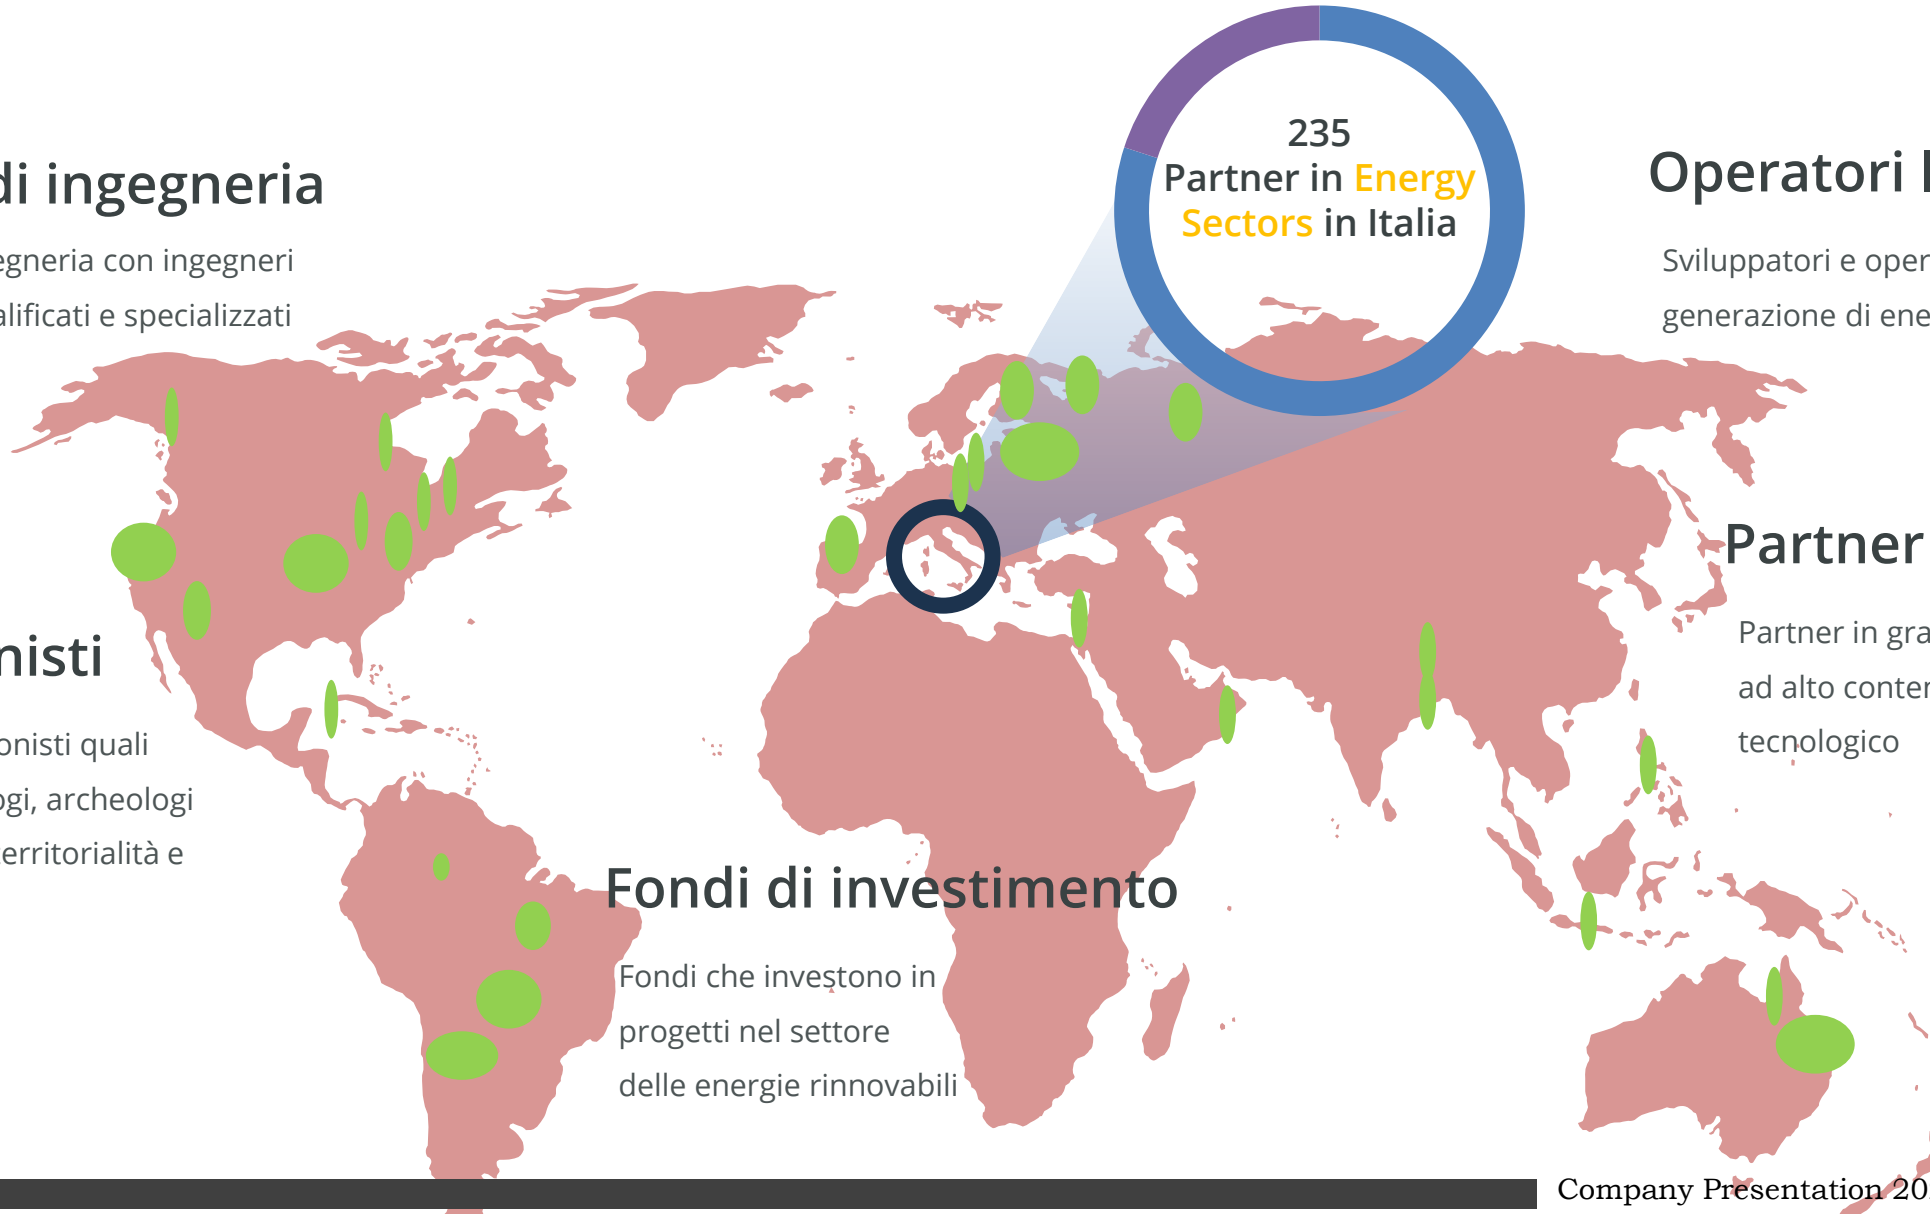 235
Partner in Energy
Sectors in Italia
di ingegneria
egneria con ingegneri
alificati e specializzati
Operatori
Sviluppatori e oper
generazione di ene
Partner
Partner in gra
ad alto conte
tecnologico
nisti
onisti quali
ogi, archeologi
territorialità e
Fondi di investimento
Fondi che investono in
progetti nel settore
delle energie rinnovabili
Company Presentation 20